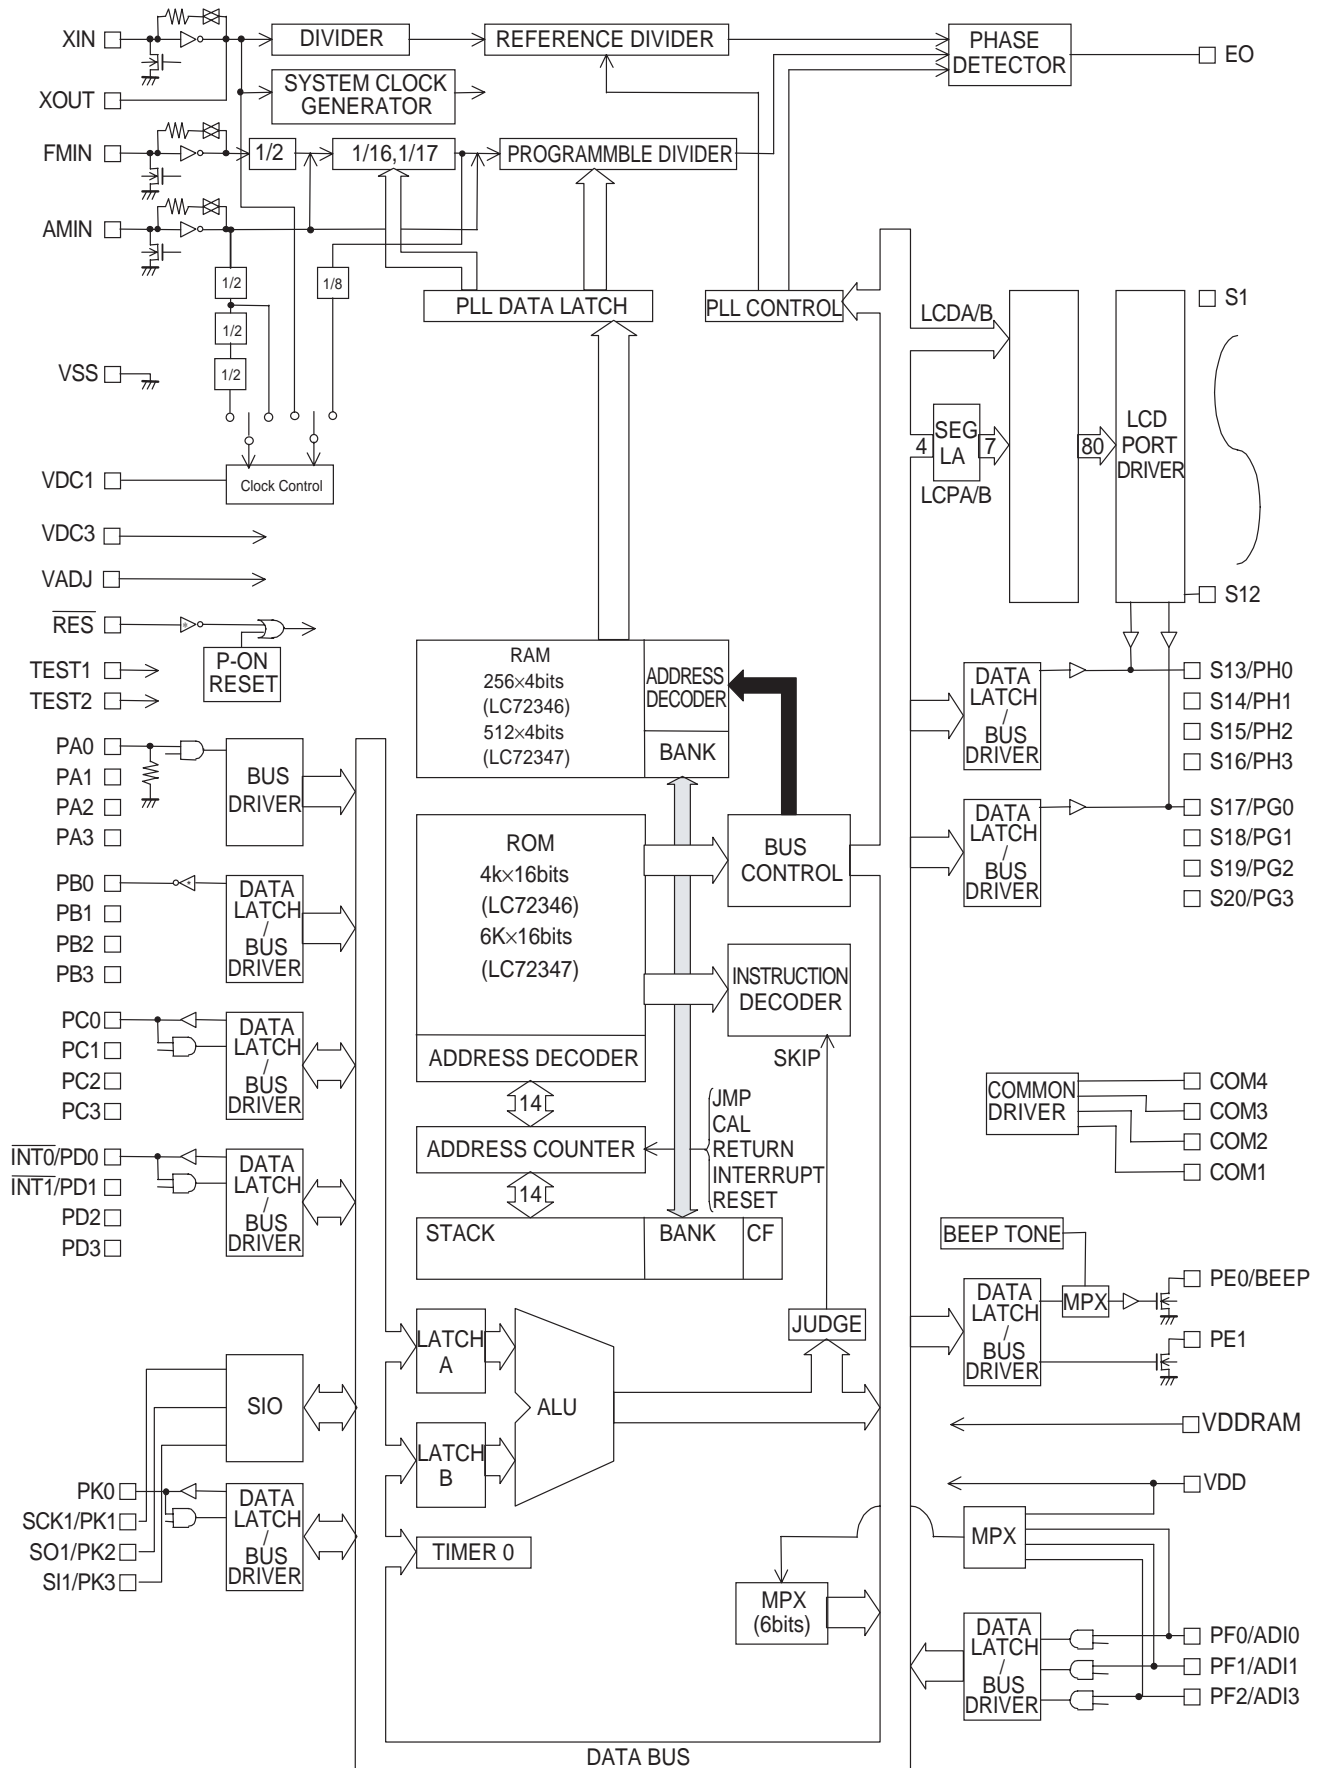 XIN
DIVIDER
REFERENCE DIVIDER
PHASE
DETECTOR
EO
XOUT
SYSTEM CLOCK
GENERATOR
FMIN
1/2
1/16,1/17
PROGRAMMBLE DIVIDER
AMIN
1/2
1/8
PLL DATA LATCH
PLL CONTROL
LCDA/B
S1
1/2
VSS
1/2
4
SEG
LA
7
80
LCD
PORT
DRIVER
VDC1
Clock Control
LCPA/B
VDC3
VADJ
S12
RES
P-ON
RESET
TEST1
TEST2
RAM
256×4bits
(LC72346)
512×4bits
(LC72347)
ADDRESS
DECODER
BANK
DATA
LATCH
/
BUS
DRIVER
S13/PH0
S14/PH1
S15/PH2
S16/PH3
PA0
PA1
PA2
PA3
BUS
DRIVER
DATA
LATCH
/
BUS
DRIVER
S17/PG0
S18/PG1
S19/PG2
S20/PG3
ROM
4k×16bits
(LC72346)
6K×16bits
(LC72347)
BUS
CONTROL
PB0
PB1
PB2
PB3
DATA
LATCH
/
BUS
DRIVER
INSTRUCTION
DECODER
PC0
PC1
PC2
PC3
DATA
LATCH
/
BUS
DRIVER
ADDRESS DECODER
SKIP
14
JMP
CAL
RETURN
INTERRUPT
RESET
COMMON
DRIVER
COM4
COM3
COM2
COM1
ADDRESS COUNTER
INT0/PD0
INT1/PD1
PD2
PD3
DATA
LATCH
/
BUS
DRIVER
14
STACK
BANK
CF
BEEP TONE
MPX
PE0/BEEP
DATA
LATCH
/
BUS
DRIVER
PE1
JUDGE
LATCH
A
ALU
SIO
LATCH
B
VDDRAM
VDD
PK0
SCK1/PK1
SO1/PK2
SI1/PK3
DATA
LATCH
/
BUS
DRIVER
TIMER 0
MPX
MPX
(6bits)
DATA
LATCH
/
BUS
DRIVER
PF0/ADI0
PF1/ADI1
PF2/ADI3
DATA BUS